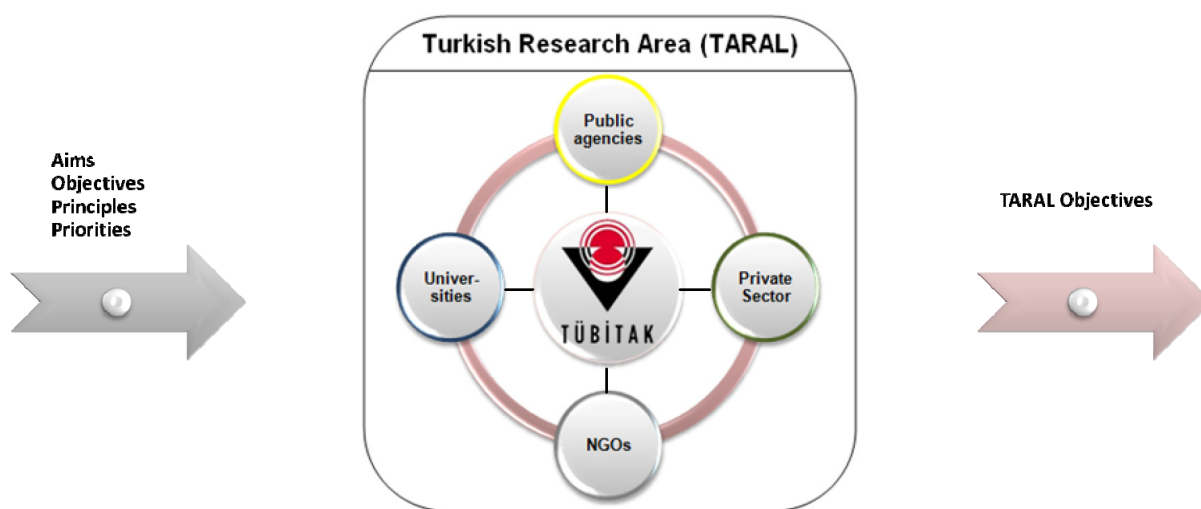 Turkish Research Area (TARAL)
Public
agencies
Aims
Objectives
Principles
Priorities
TARAL Objectives
Univer-
sities
Private
Sector
TÜBİTAK
NGOs